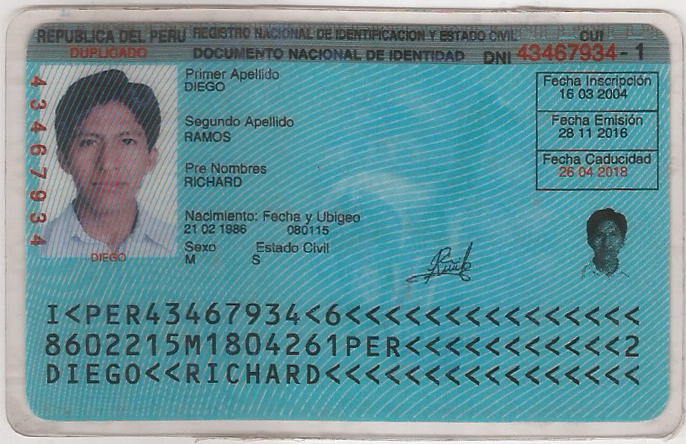 REPUBLICA DEL PERU REGISTRO NACIONAL DE IDENTIFICACION Y ESTADO CIVIL CUI
DUPLICADO DOCUMENTO NACIONAL DE IDENTIDAD DNI 43467934 - 1
43467934
Primer Apellido
DIEGO
Segundo Apellido
RAMOS
Pre Nombres
RICHARD
Nacimiento: Fecha y Ubigeo
21 02 1986 080115
Sexo Estado Civil
M S
Fecha Inscripción
16 03 2004
Fecha Emisión
28 11 2016
Fecha Caducidad
26 04 2018
DIEGO
I<PER43467934<6<<<<<<<<<<<<<<<
8602215M1804261PER<<<<<<<<<<<2
DIEGO<<RICHARD<<<<<<<<<<<<<<<<